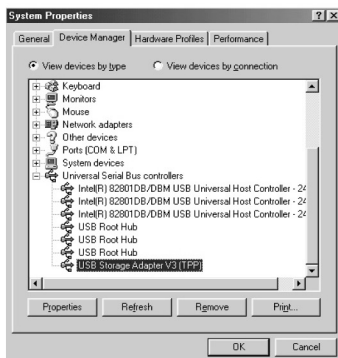 System Properties
General Device Manager Hardware Profiles Performance
View devices by type View devices by connection
Keyboard
Monitors
Mouse
Network adapters
Other devices
Ports (COM & LPT)
System devices
Universal Serial Bus controllers
Intel(R) 82801DB/DBM USB Universal Host Controller - 24
Intel(R) 82801DB/DBM USB Universal Host Controller - 24
Intel(R) 82801DB/DBM USB Universal Host Controller - 24
USB Root Hub
USB Root Hub
USB Root Hub
USB Storage Adapter V3 (TPP)
Properties Refresh Remove Print...
OK Cancel